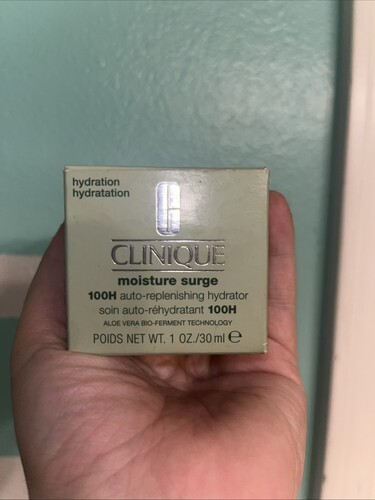 hydration
hydratation
CLINIQUE
moisture surge
100H auto-replenishing hydrator
soin auto-réhydratant 100H
ALOE VERA BIO-FERMENT TECHNOLOGY
POIDS NET WT. 1 OZ./30 ml ℮